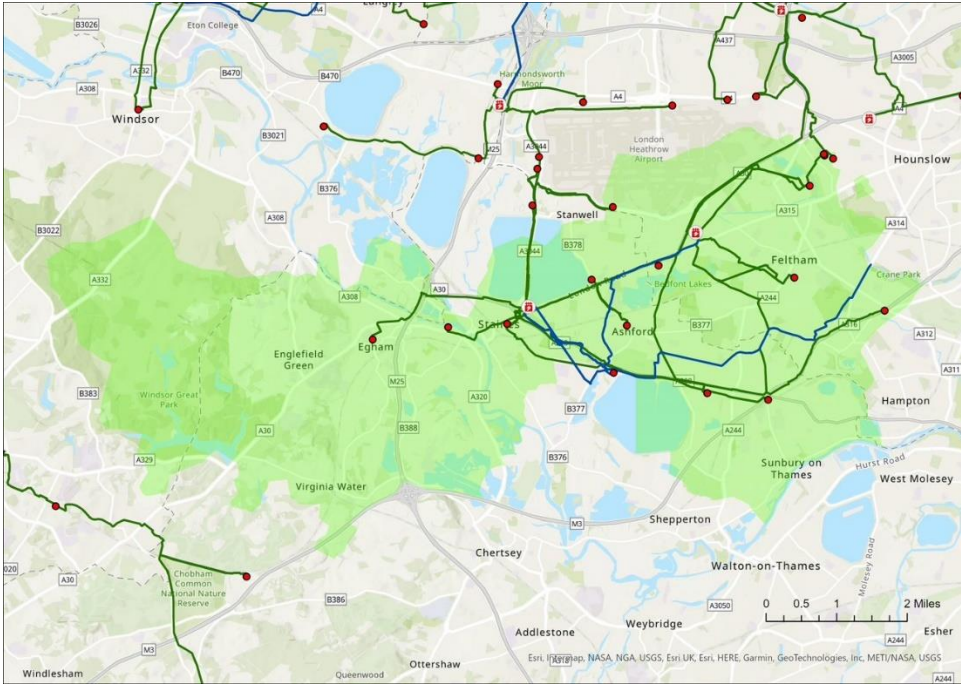 B3026
Eton College
A4
A437
A3005
A332
B470
B470
A308
Harmondsworth
Moor
A4
Windsor
B3021
M25
A3044
London
Heathrow
Airport
Hounslow
B376
A308
Stanwell
A315
A314
B3022
A3044
B378
A332
A30
A308
London Road
Bedfont Lakes
Feltham
Crane Park
A244
Staines
Ashford
B377
A316
A312
Englefield
Green
Egham
M25
A311
B383
Windsor Great
Park
A320
B377
Hampton
A30
B388
A244
A329
B376
Sunbury on
Thames
Hurst Road
West Molesey
Virginia Water
M3
Shepperton
Chertsey
Walton-on-Thames
Molesey Road
A30
Chobham
Common
National Nature
Reserve
B386
A3050
0 0.5 1 2 Miles
Weybridge
M3
Addlestone
A244
Esher
Windlesham
Queenwood
Ottershaw
A318
Esri, Intermap, NASA, NGA, USGS, Esri UK, Esri, HERE, Garmin, GeoTechnologies, Inc, METI/NASA, USGS